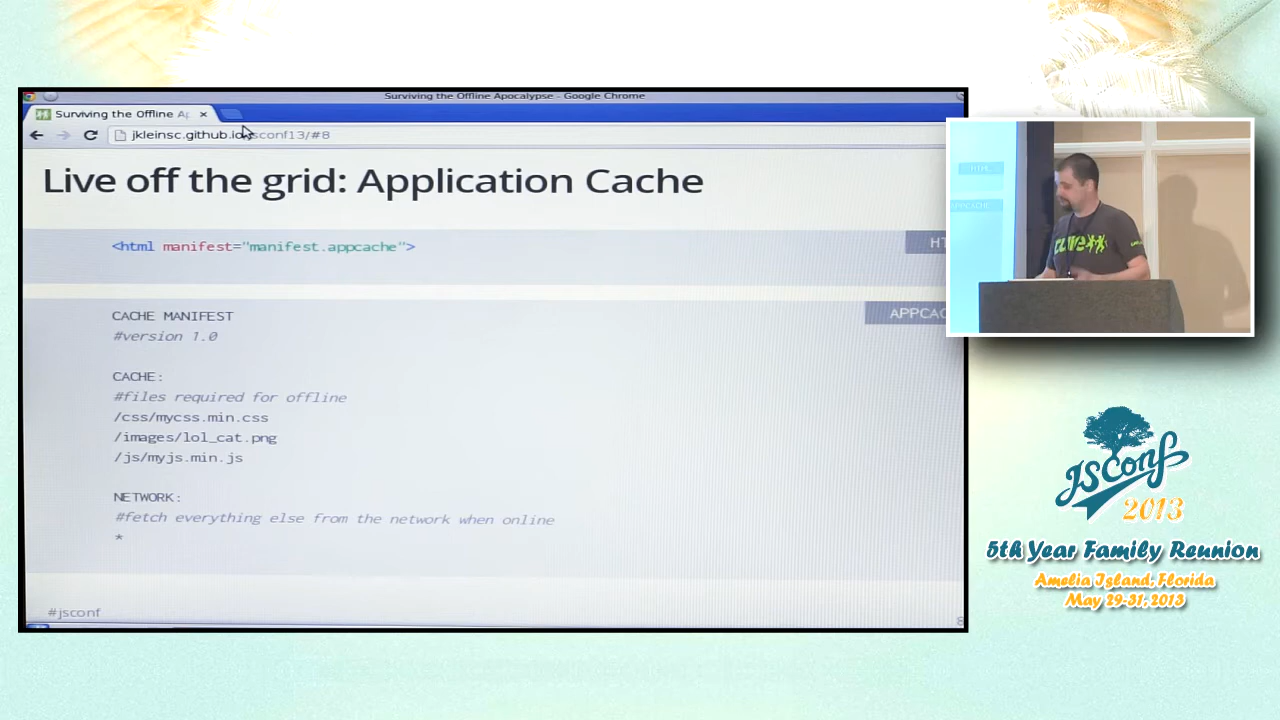 Surviving the Offline Apocalypse - Google Chrome
Surviving the Offline Ap
jkleinsc.github.io/jsconf13/#8
Live off the grid: Application Cache
<html manifest="manifest.appcache">
HT
CACHE MANIFEST
#version 1.0
APPCAC
CACHE:
#files required for offline
/css/mycss.min.css
/images/lol_cat.png
/js/myjs.min.js
NETWORK:
#fetch everything else from the network when online
*
#jsconf
8
HTML
APPCACHE
JSConf
2013
5th Year Family Reunion
Amelia Island, Florida
May 29-31, 2013